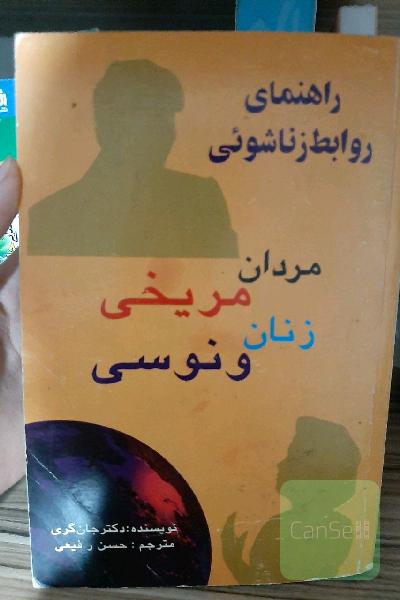 راهنمای
روابط زناشوئی
مردان
مریخی
زنان
ونوسی
نویسنده: دکتر جان گری
مترجم: حسن رفیعی
CanSell